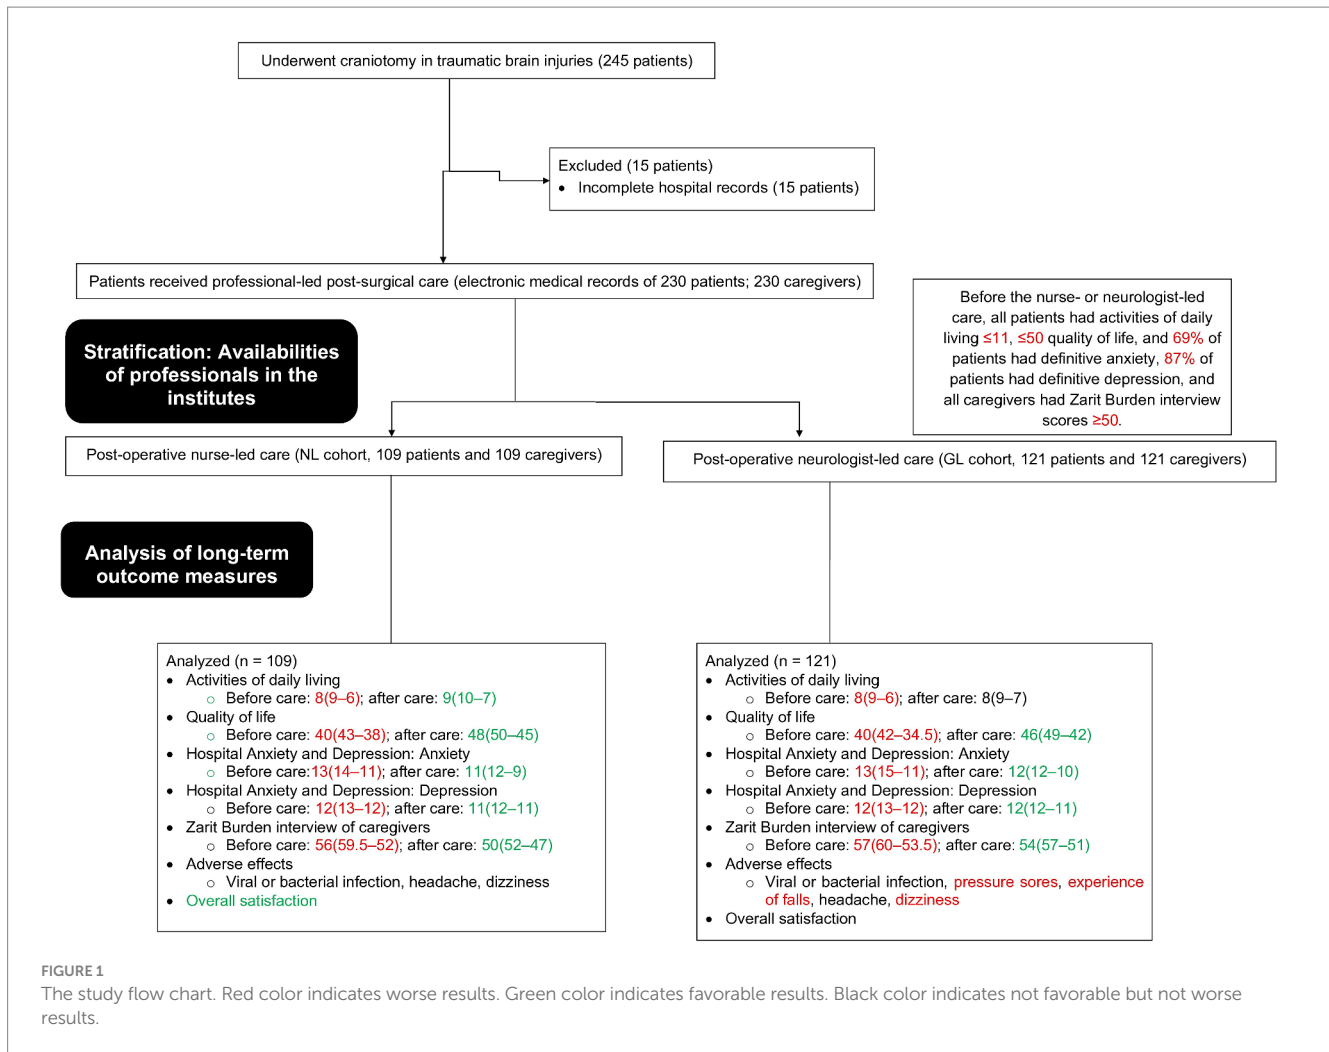 Underwent craniotomy in traumatic brain injuries (245 patients)
Excluded (15 patients)
• Incomplete hospital records (15 patients)
Patients received professional-led post-surgical care (electronic medical records of 230 patients; 230 caregivers)
Before the nurse- or neurologist-led
care, all patients had activities of daily
living ≤11, ≤50 quality of life, and 69% of
patients had definitive anxiety, 87% of
patients had definitive depression, and
all caregivers had Zarit Burden interview
scores ≥50.
Stratification: Availabilities
of professionals in the
institutes
Post-operative nurse-led care (NL cohort, 109 patients and 109 caregivers)
Post-operative neurologist-led care (GL cohort, 121 patients and 121 caregivers)
Analysis of long-term
outcome measures
Analyzed (n = 109)
• Activities of daily living
o Before care: 8(9–6); after care: 9(10–7)
• Quality of life
o Before care: 40(43–38); after care: 48(50–45)
• Hospital Anxiety and Depression: Anxiety
o Before care:13(14–11); after care: 11(12–9)
• Hospital Anxiety and Depression: Depression
o Before care: 12(13–12); after care: 11(12–11)
• Zarit Burden interview of caregivers
o Before care: 56(59.5–52); after care: 50(52–47)
• Adverse effects
o Viral or bacterial infection, headache, dizziness
• Overall satisfaction
Analyzed (n = 121)
• Activities of daily living
o Before care: 8(9–6); after care: 8(9–7)
• Quality of life
o Before care: 40(42–34.5); after care: 46(49–42)
• Hospital Anxiety and Depression: Anxiety
o Before care: 13(15–11); after care: 12(12–10)
• Hospital Anxiety and Depression: Depression
o Before care: 12(13–12); after care: 12(12–11)
• Zarit Burden interview of caregivers
o Before care: 57(60–53.5); after care: 54(57–51)
• Adverse effects
o Viral or bacterial infection, pressure sores, experience
of falls, headache, dizziness
• Overall satisfaction
FIGURE 1
The study flow chart. Red color indicates worse results. Green color indicates favorable results. Black color indicates not favorable but not worse
results.